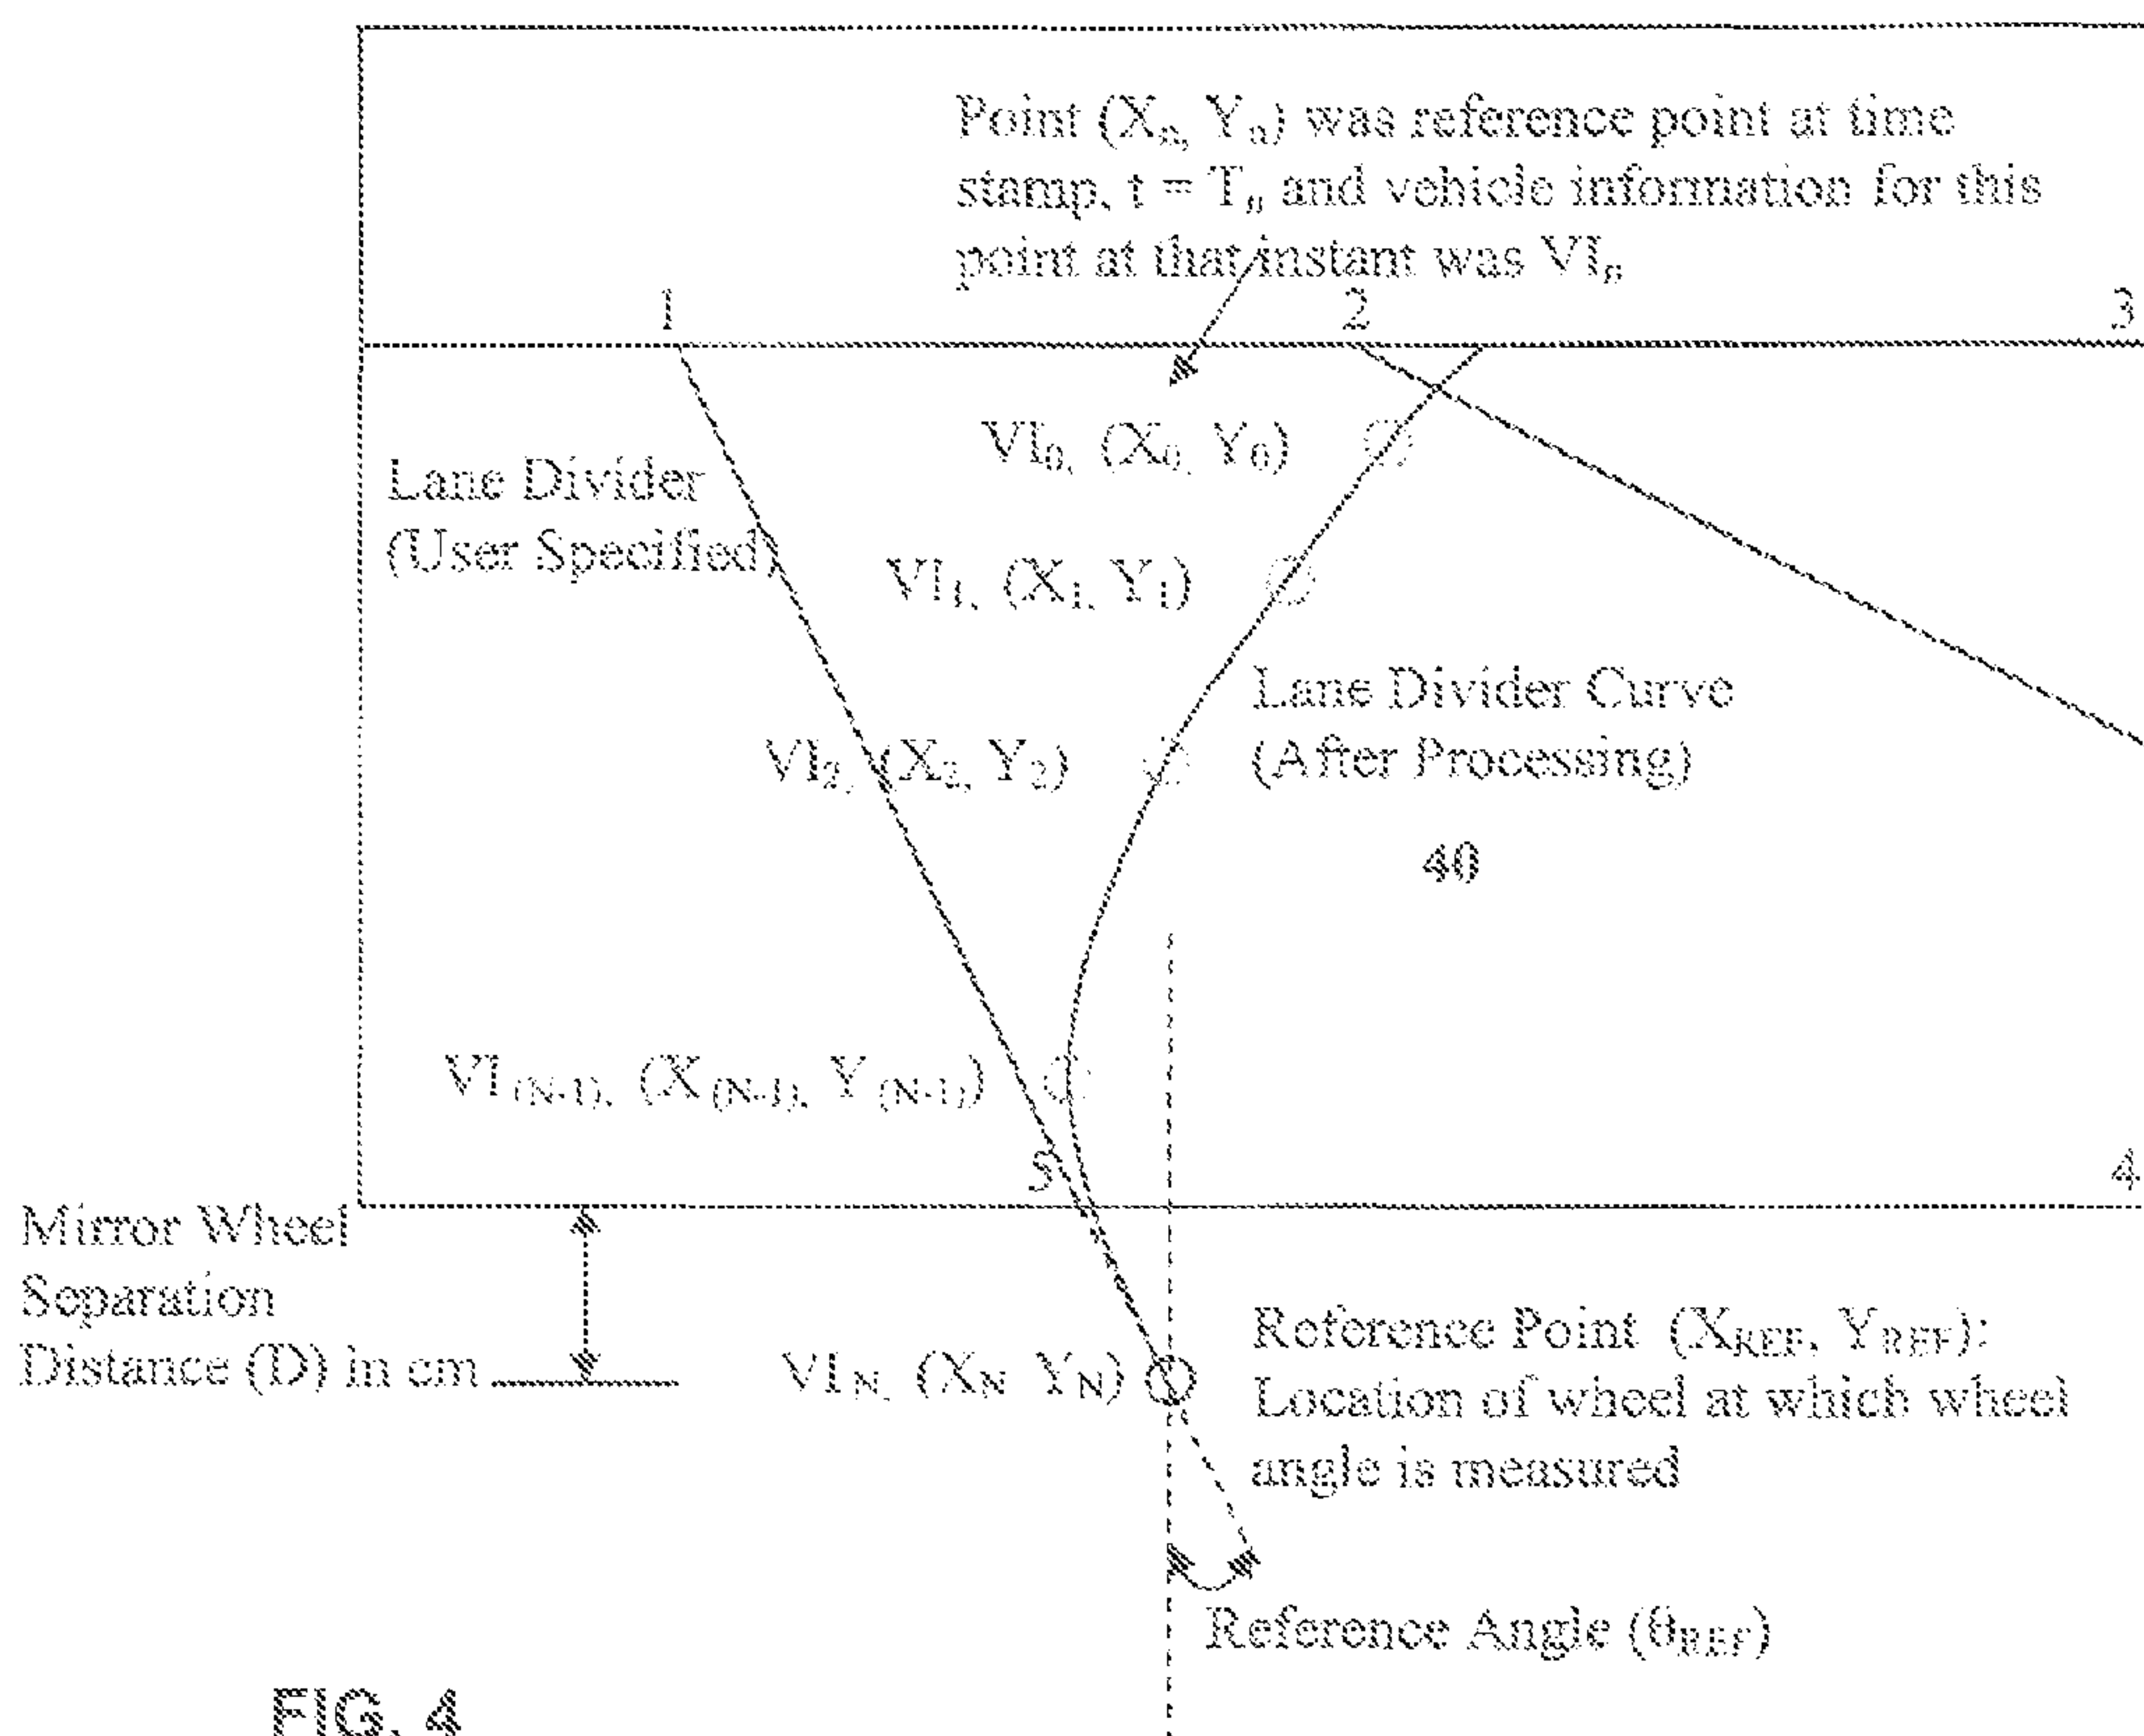 Point (Xₙ, Yₙ) was reference point at time
stamp, t = Tₙ and vehicle information for this
point at that instant was VIₙ
1
2
3
VI₀, (X₀, Y₀)
Lane Divider
(User Specified)
VI₁, (X₁, Y₁)
Lane Divider Curve
(After Processing)
VI₂, (X₂, Y₂)
40
VI (N-1), (X (N-1), Y (N-1))
5
4
Mirror Wheel
Separation
Distance (D) in cm
VI N, (XN YN)
Reference Point (XREF, YREF):
Location of wheel at which wheel
angle is measured
Reference Angle (θREF)
FIG. 4